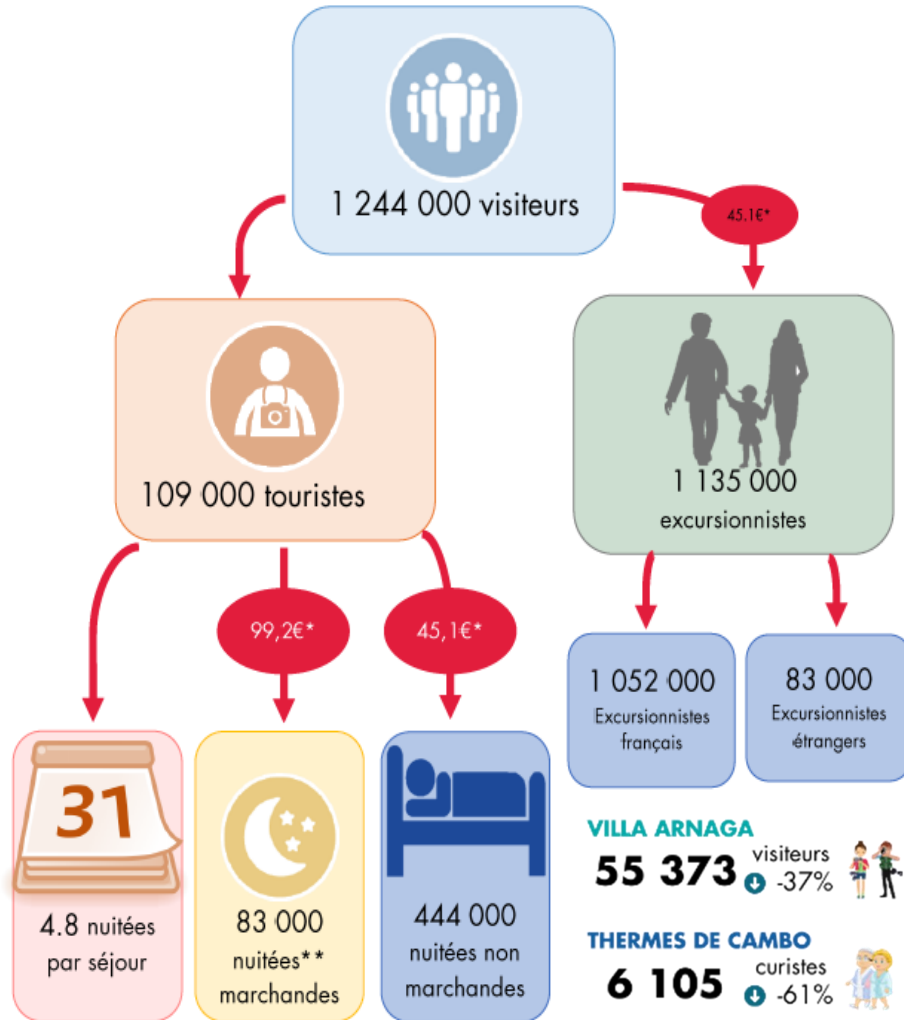 1 244 000 visiteurs
45.1€*
109 000 touristes
1 135 000
excursionnistes
99,2€*
45,1€*
1 052 000
Excursionnistes
français
83 000
Excursionnistes
étrangers
31
4.8 nuitées
par séjour
83 000
nuitées**
marchandes
444 000
nuitées non
marchandes
VILLA ARNAGA
55 373 visiteurs
-37%
THERMES DE CAMBO
6 105 curistes
-61%